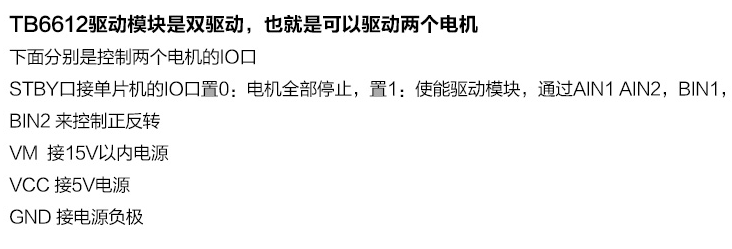 TB6612驱动模块是双驱动，也就是可以驱动两个电机
下面分别是控制两个电机的IO口
STBY口接单片机的IO口置0：电机全部停止，置1：使能驱动模块，通过AIN1 AIN2，BIN1，
BIN2 来控制正反转
VM 接15V以内电源
VCC 接5V电源
GND 接电源负极